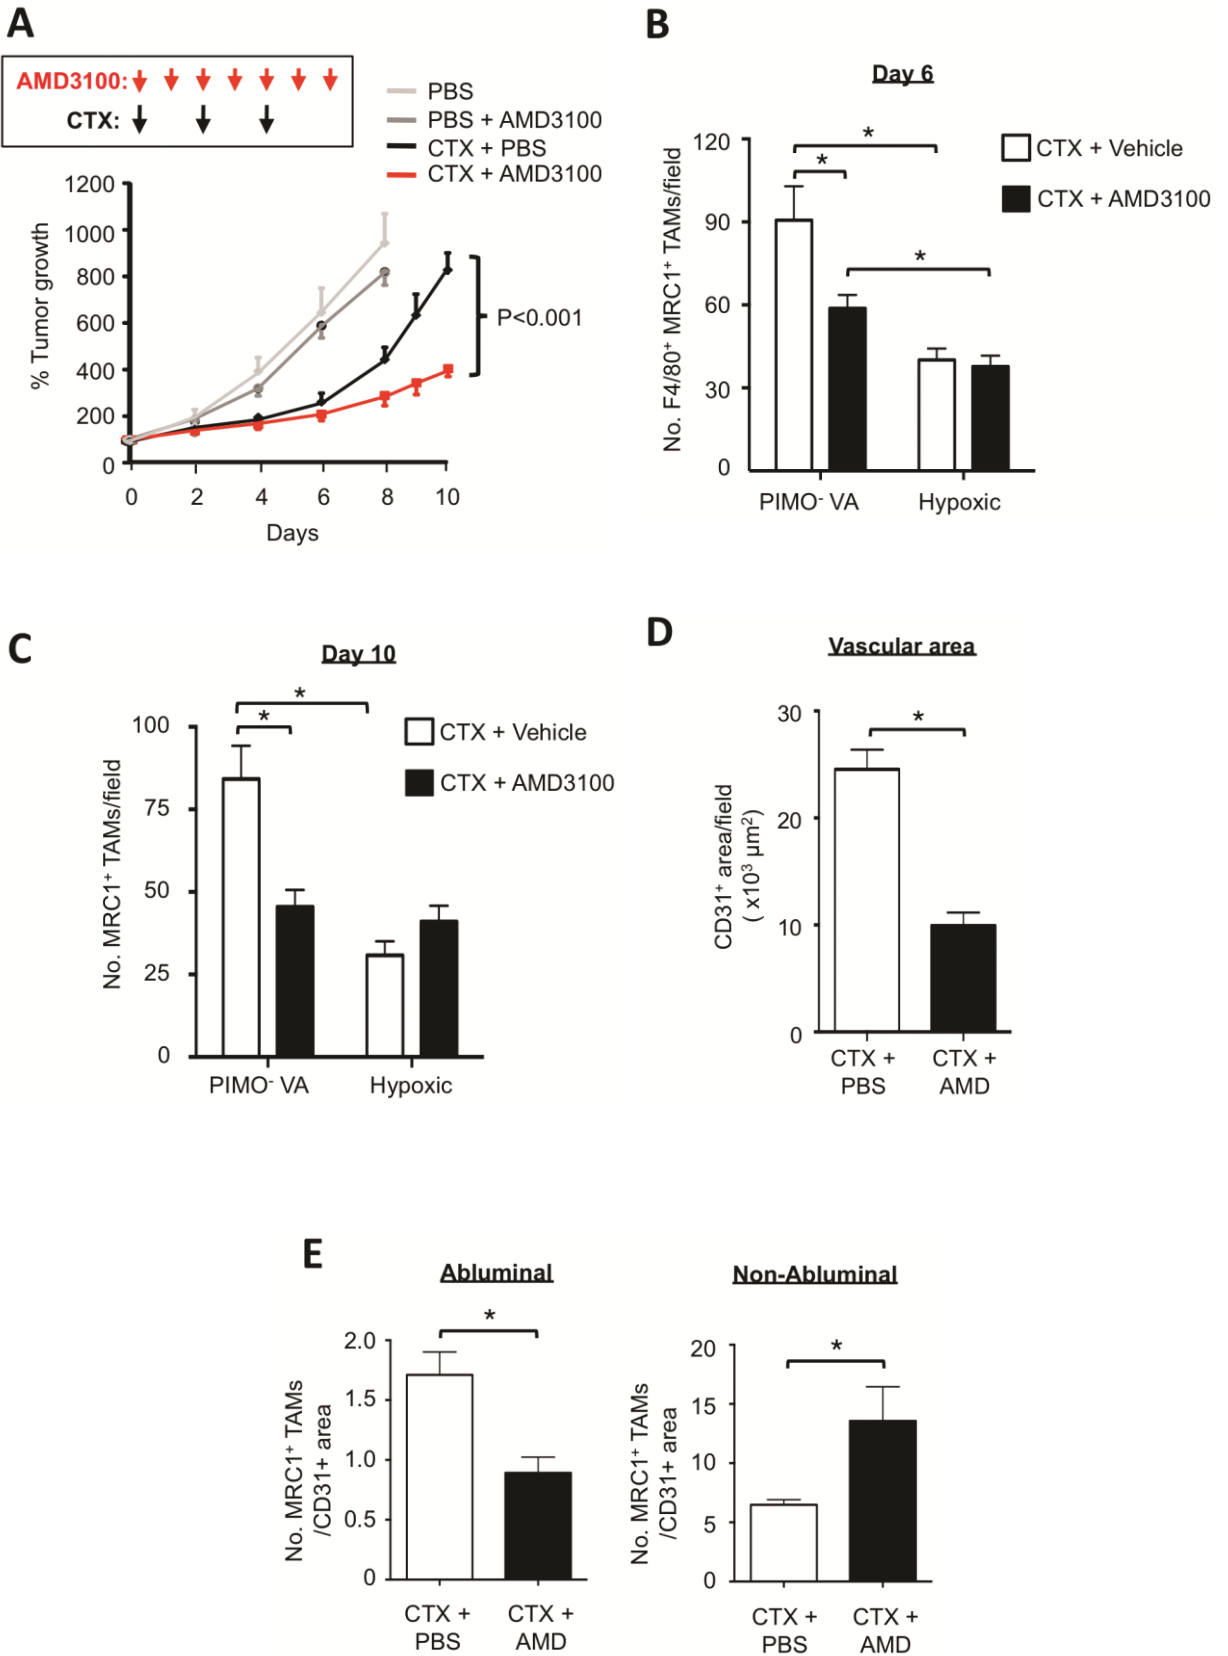 A
AMD3100:
CTX:
PBS
PBS + AMD3100
CTX + PBS
CTX + AMD3100
1200
1000
800
600
400
200
0
% Tumor growth
P<0.001
0 2 4 6 8 10
Days
B
Day 6
CTX + Vehicle
CTX + AMD3100
120
90
60
30
0
No. F4/80⁺ MRC1⁺ TAMs/field
*
*
*
PIMO⁻ VA Hypoxic
C
Day 10
CTX + Vehicle
CTX + AMD3100
100
75
50
25
0
No. MRC1⁺ TAMs/field
*
*
PIMO⁻ VA Hypoxic
D
Vascular area
30
20
10
0
CD31⁺ area/field
( x10³ µm²)
*
CTX +
PBS
CTX +
AMD
E
Abluminal
2.0
1.5
1.0
0.5
0
No. MRC1⁺ TAMs
/CD31+ area
*
CTX +
PBS
CTX +
AMD
Non-Abluminal
20
15
10
5
0
No. MRC1⁺ TAMs
/CD31+ area
*
CTX +
PBS
CTX +
AMD